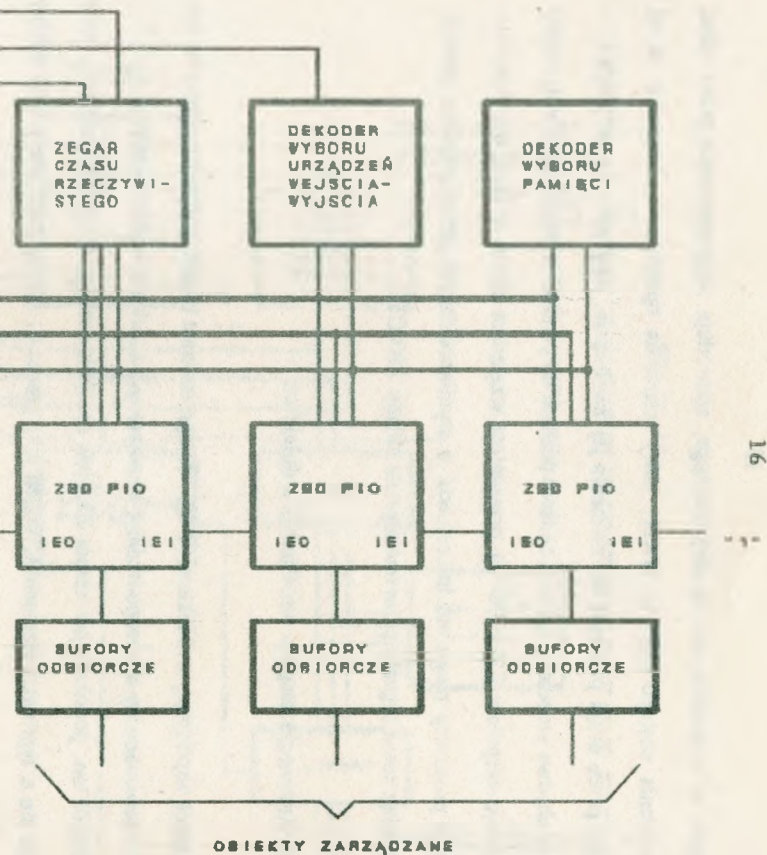 ZEGAR
CZASU
RZECZYWI-
STEGO
DEKODER
WYBORU
URZĄDZEŃ
WEJŚCIA-
WYJŚCIA
DEKODER
WYBORU
PAMIĘCI
Z80 PIO
IEO IEI
Z80 PIO
IEO IEI
Z80 PIO
IEO IEI
BUFORY
ODBIORCZE
BUFORY
ODBIORCZE
BUFORY
ODBIORCZE
OBIEKTY ZARZĄDZANE
16